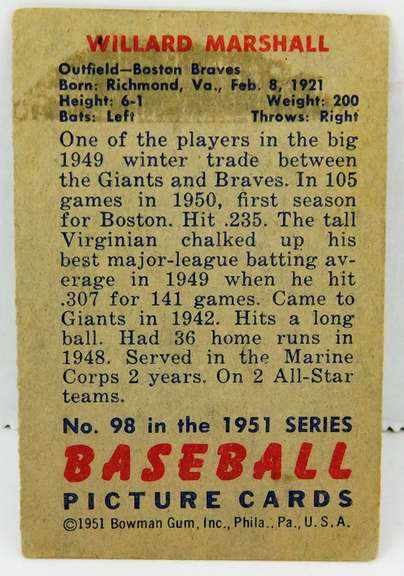 WILLARD MARSHALL
Outfield—Boston Braves
Born: Richmond, Va., Feb. 8, 1921
Height: 6-1 Weight: 200
Bats: Left Throws: Right
One of the players in the big
1949 winter trade between
the Giants and Braves. In 105
games in 1950, first season
for Boston. Hit .235. The tall
Virginian chalked up his
best major-league batting av-
erage in 1949 when he hit
.307 for 141 games. Came to
Giants in 1942. Hits a long
ball. Had 36 home runs in
1948. Served in the Marine
Corps 2 years. On 2 All-Star
teams.
No. 98 in the 1951 SERIES
BASEBALL
PICTURE CARDS
©1951 Bowman Gum, Inc., Phila., Pa., U. S. A.